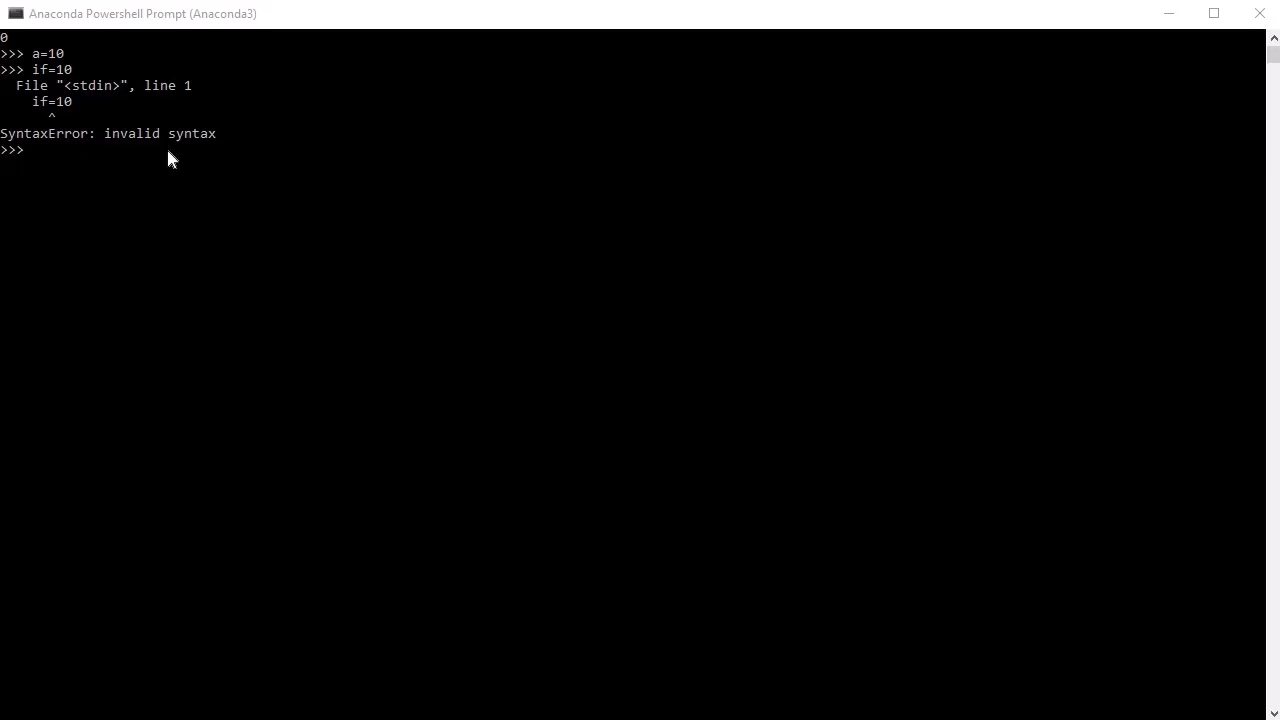 Anaconda Powershell Prompt (Anaconda3)
0
>>> a=10
>>> if=10
  File "<stdin>", line 1
    if=10
      ^
SyntaxError: invalid syntax
>>>